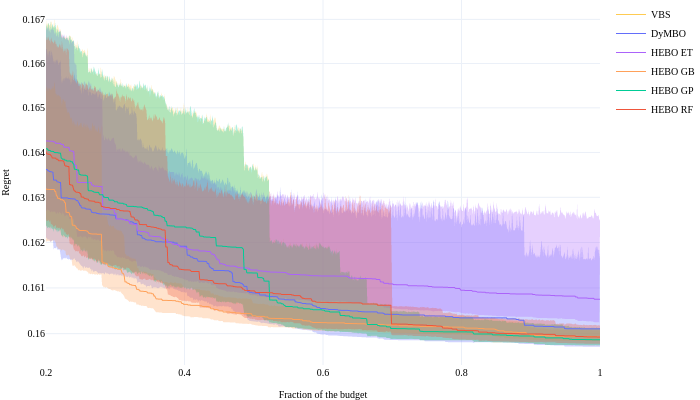 0.167
0.166
0.165
0.164
0.163
0.162
0.161
0.16
Regret
0.2
0.4
0.6
0.8
1
Fraction of the budget
VBS
DyMBO
HEBO ET
HEBO GB
HEBO GP
HEBO RF